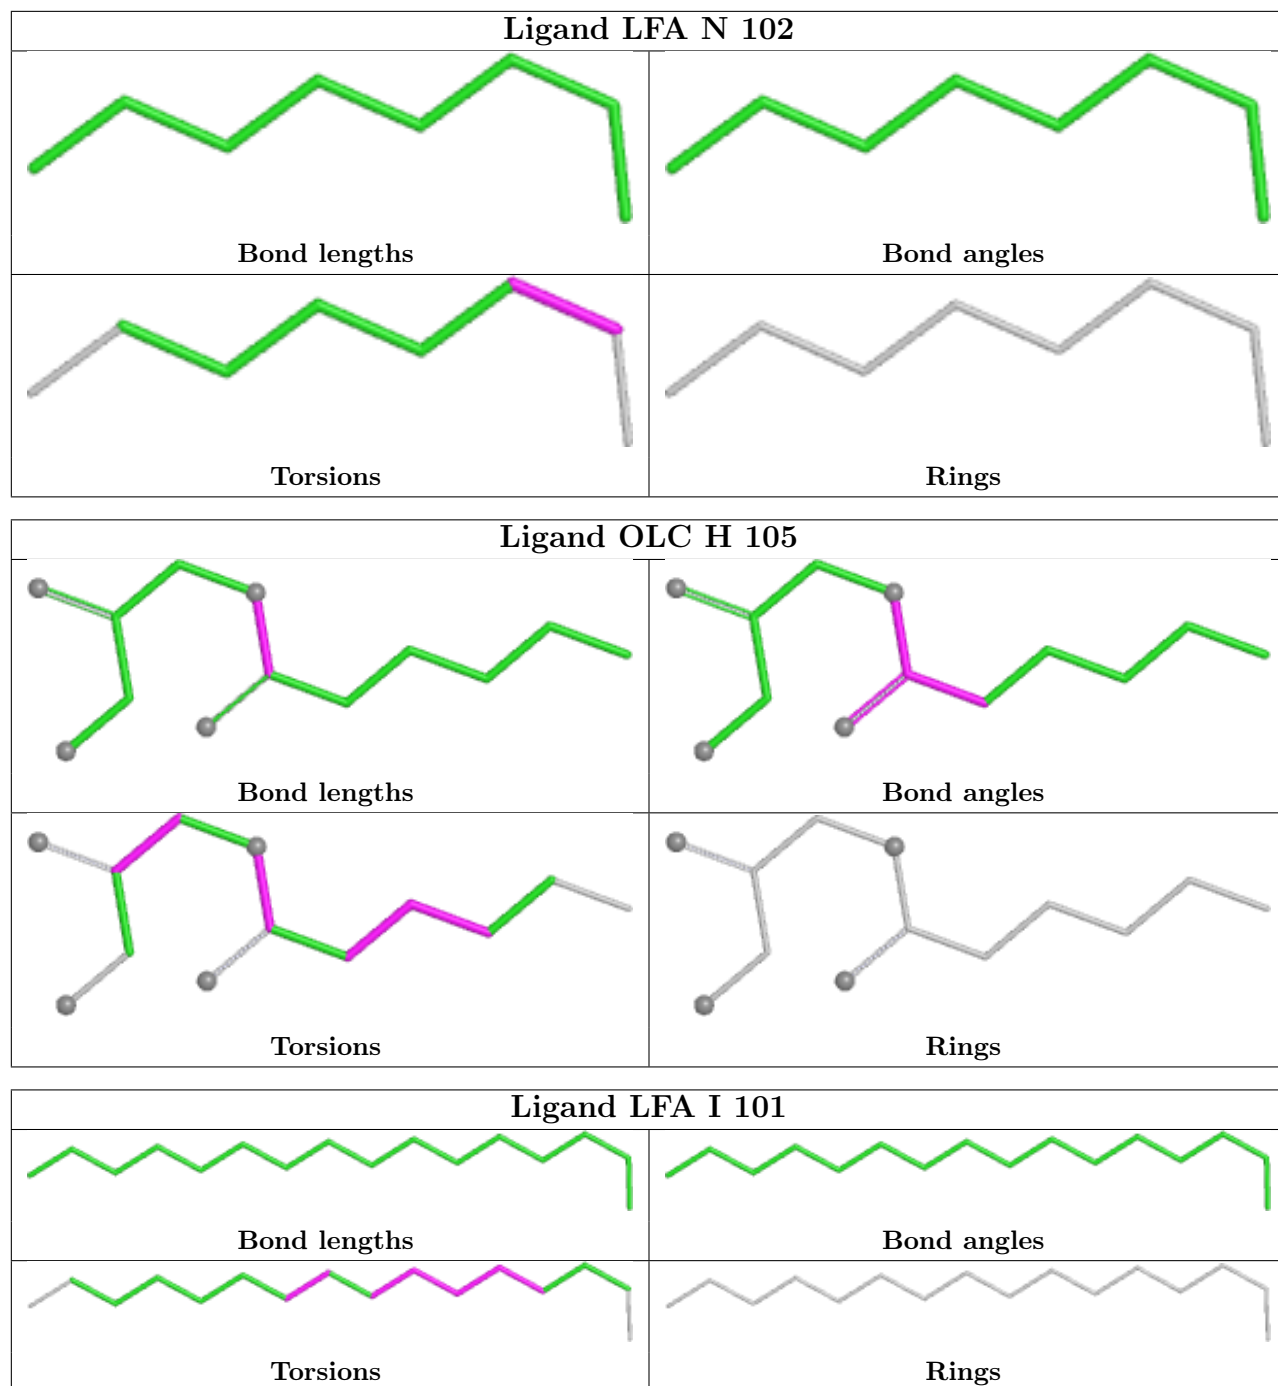 Ligand LFA N 102
Bond lengths
Bond angles
Torsions
Rings
Ligand OLC H 105
Bond lengths
Bond angles
Torsions
Rings
Ligand LFA I 101
Bond lengths
Bond angles
Torsions
Rings